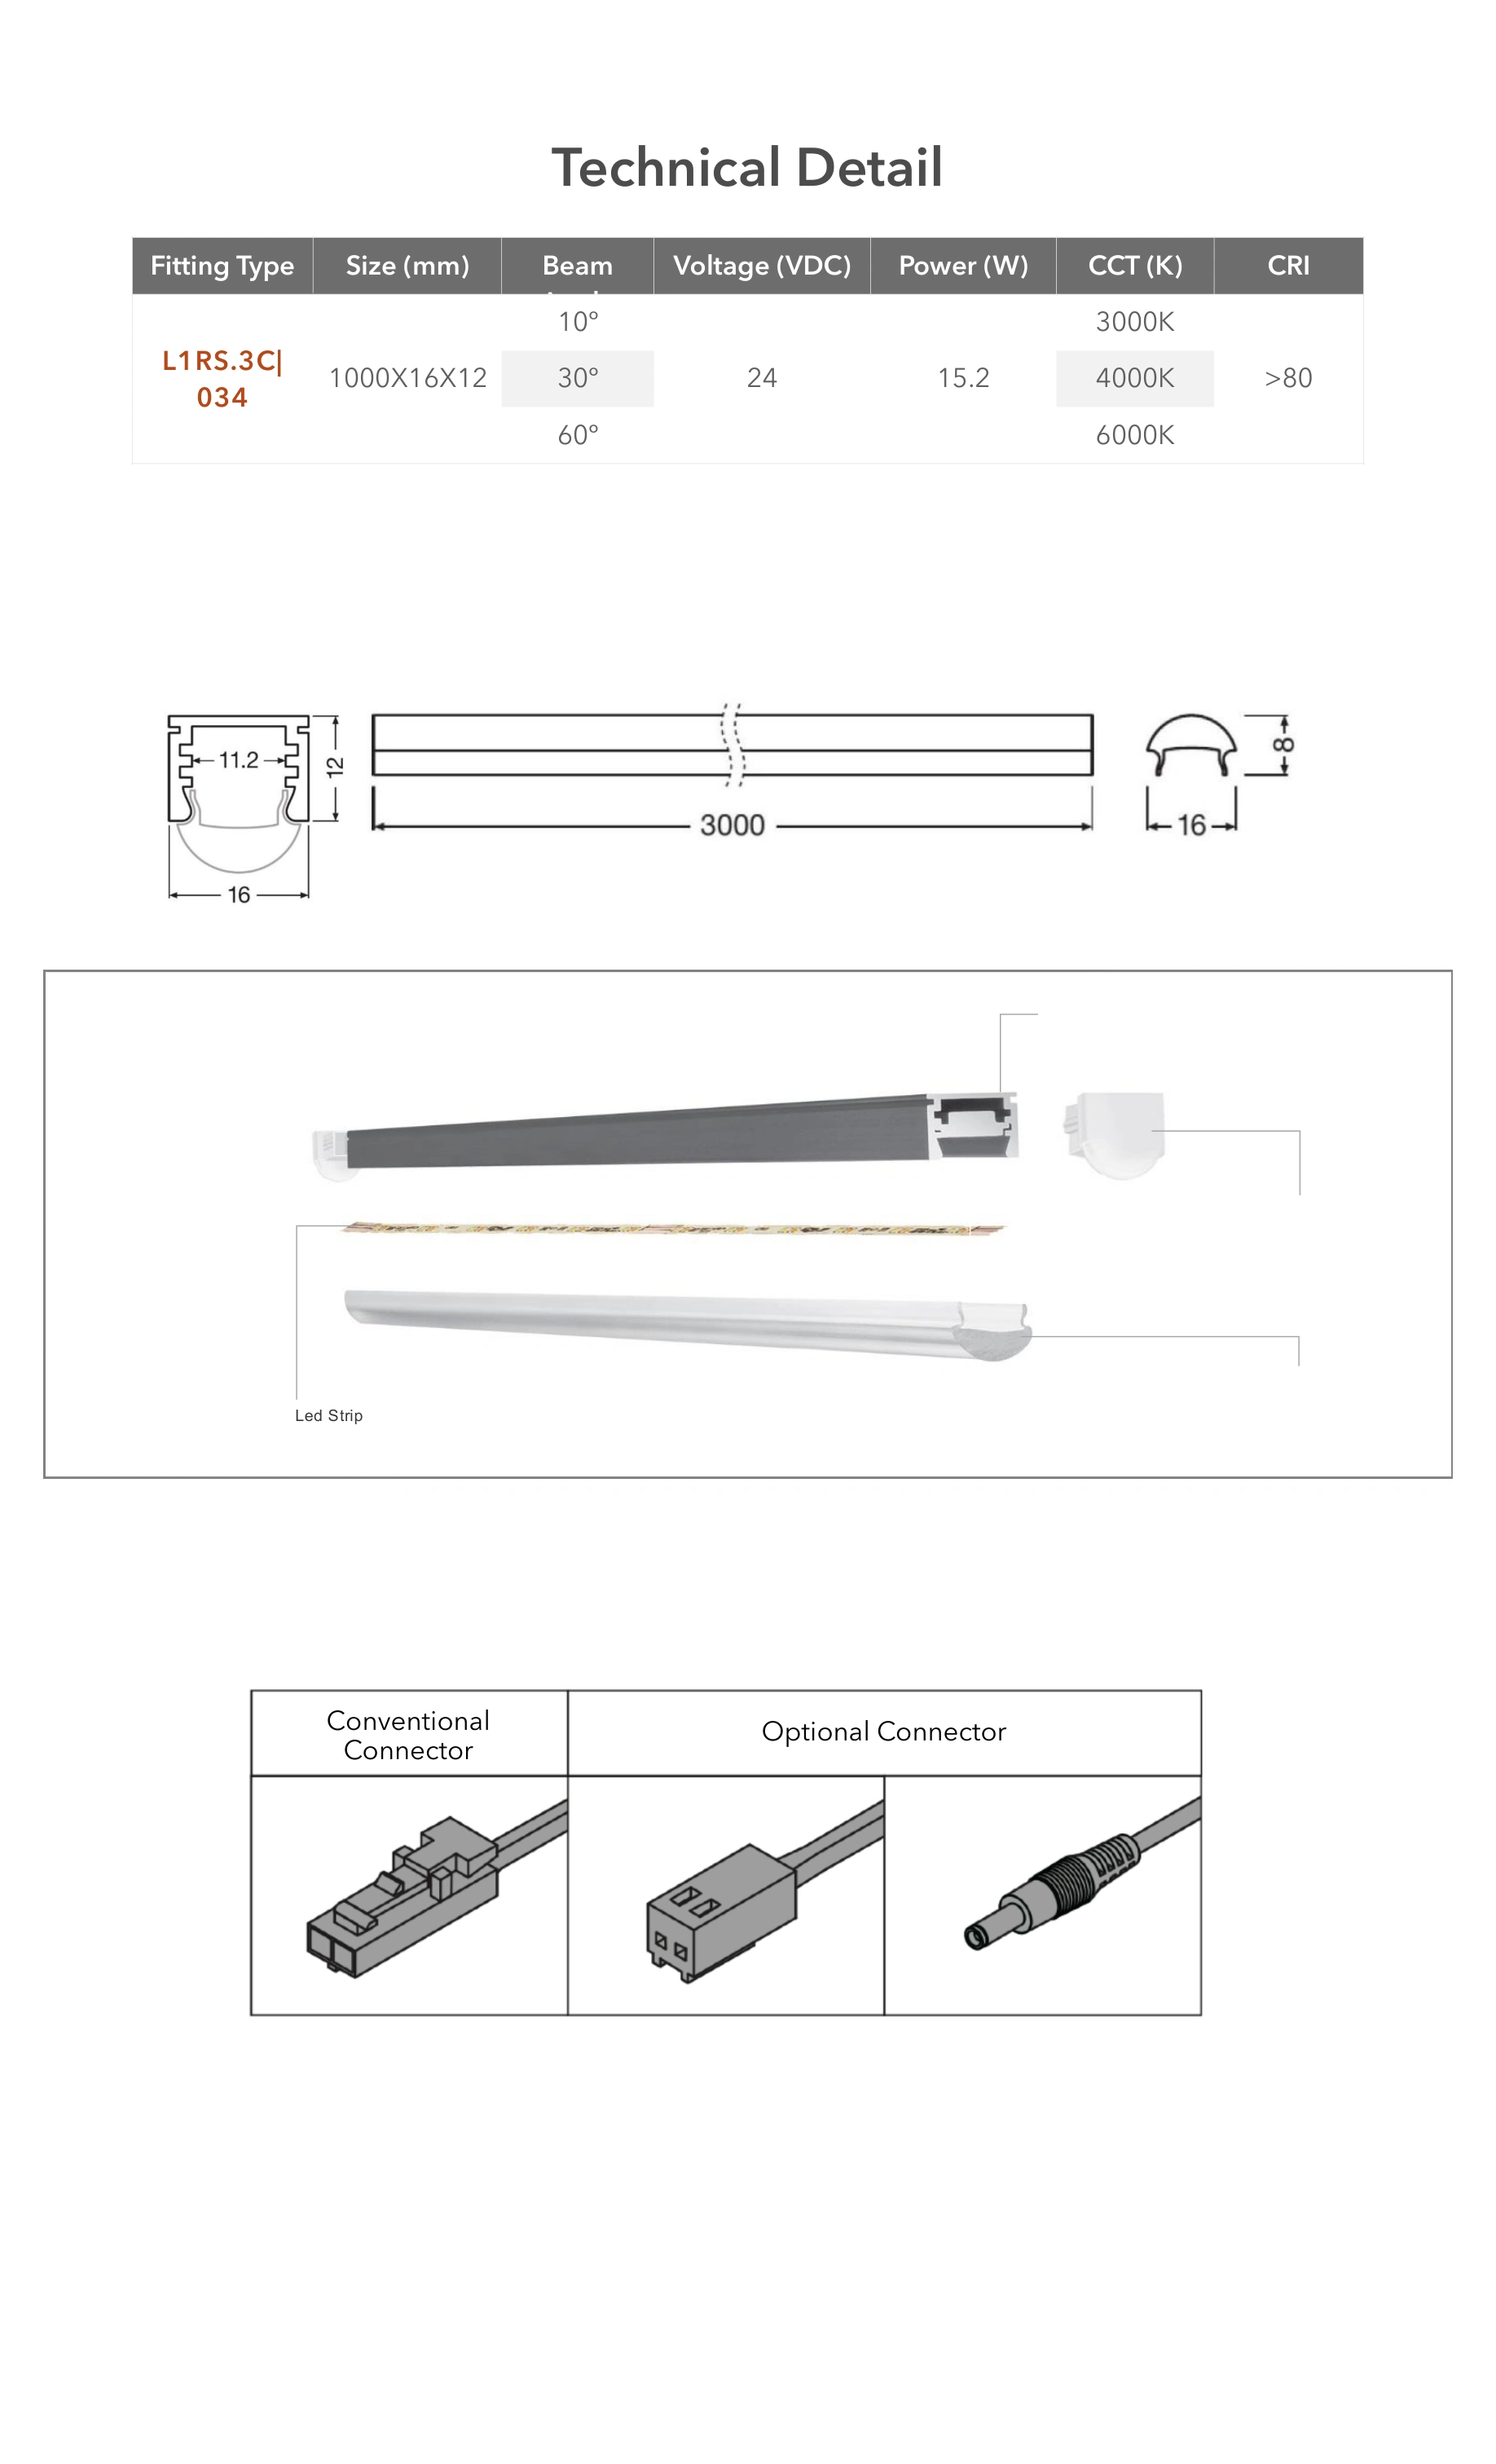 Technical Detail
Fitting Type Size (mm) Beam Voltage (VDC) Power (W) CCT (K) CRI
10° 3000K
L1RS.3C|
034
1000X16X12 30° 24 15.2 4000K >80
60° 6000K
11.2
12
16
3000
8
16
Led Strip
Conventional
Connector
Optional Connector